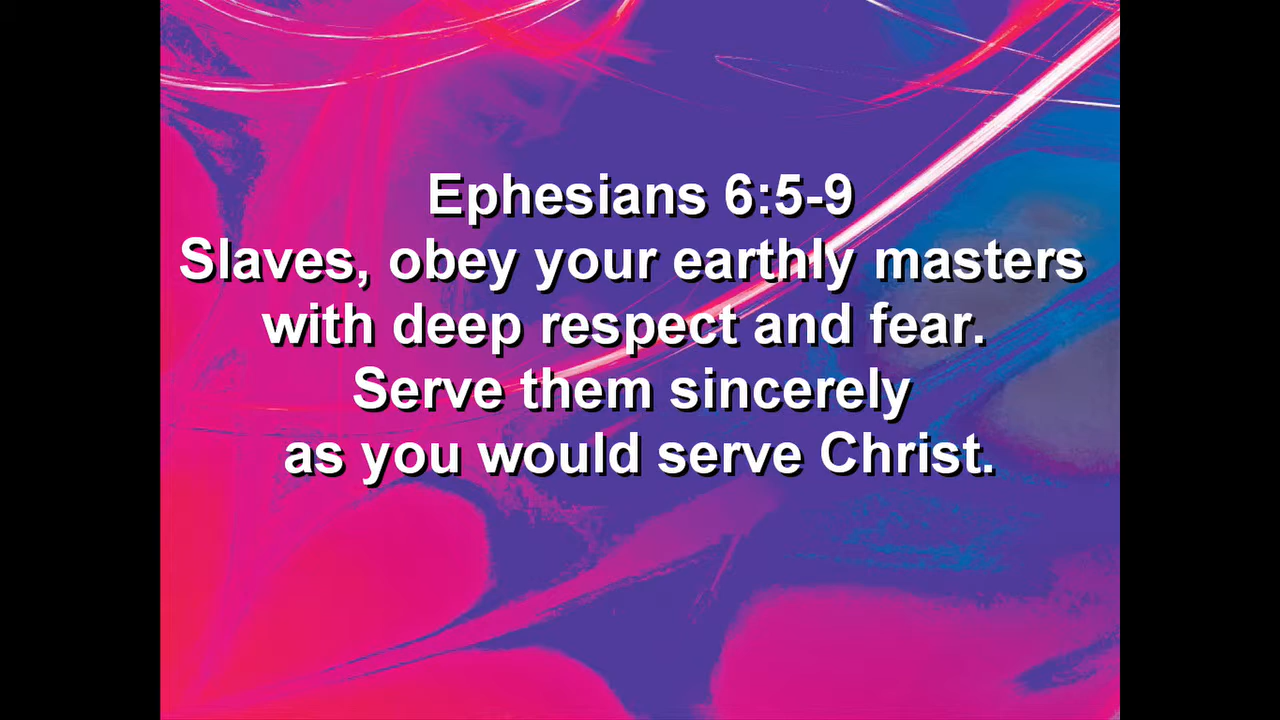 Ephesians 6:5-9
Slaves, obey your earthly masters
with deep respect and fear.
Serve them sincerely
as you would serve Christ.